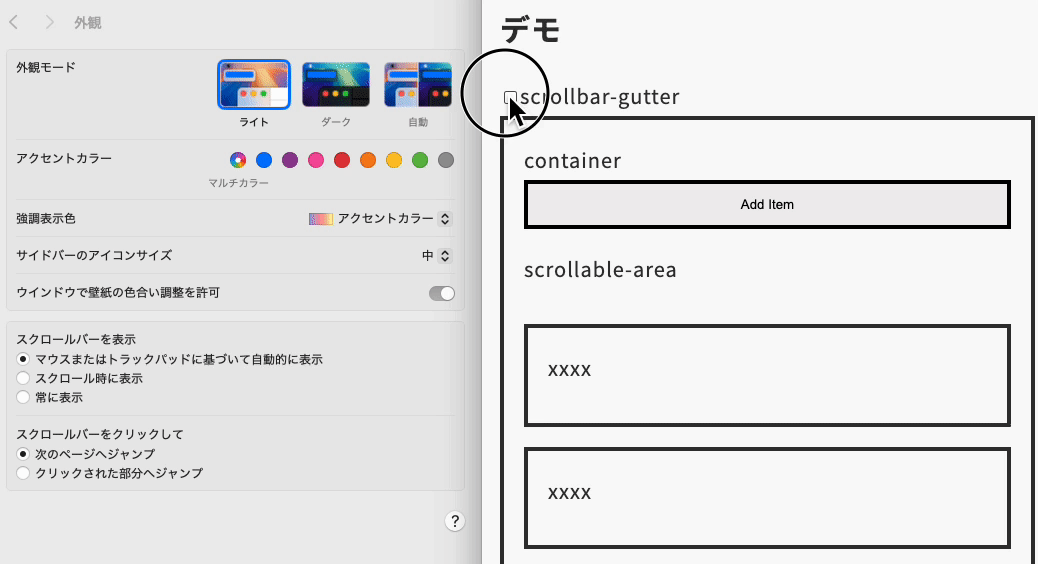 外観
外観モード
ライト
ダーク
自動
アクセントカラー
マルチカラー
強調表示色
アクセントカラー
サイドバーのアイコンサイズ
中
ウインドウで壁紙の色合い調整を許可
スクロールバーを表示
マウスまたはトラックパッドに基づいて自動的に表示
スクロール時に表示
常に表示
スクロールバーをクリックして
次のページへジャンプ
クリックされた部分へジャンプ
?
デモ
scrollbar-gutter
container
Add Item
scrollable-area
xxxx
xxxx